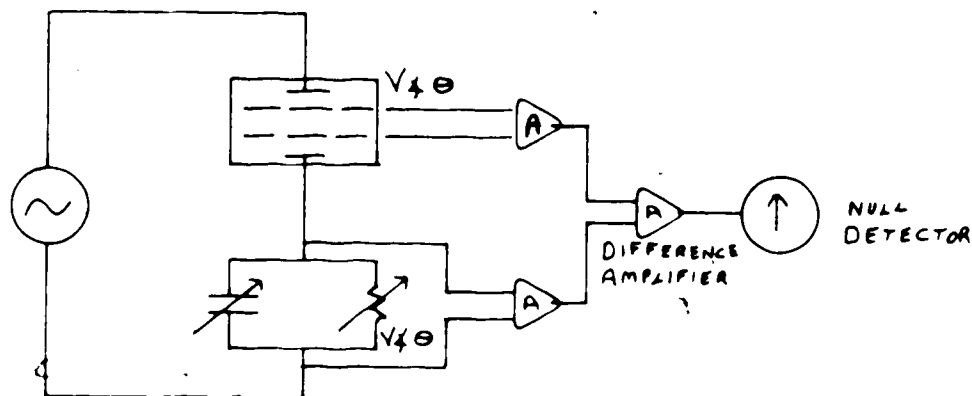 V∡θ
A
A
NULL
DETECTOR
DIFFERENCE
AMPLIFIER
A
V∡θ